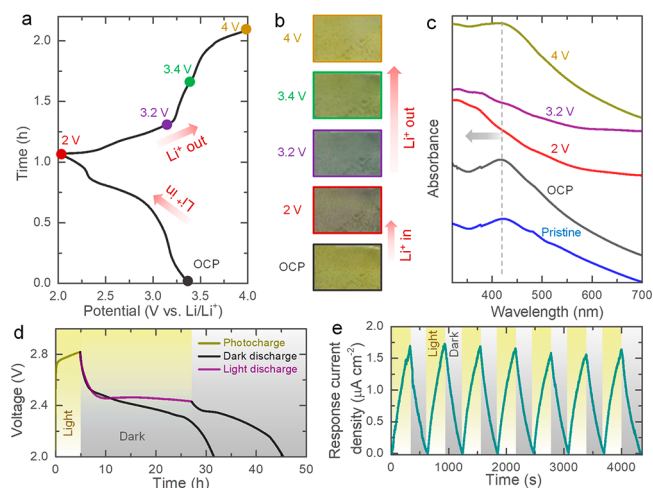 a
2.0
1.5
1.0
0.5
0.0
Time (h)
4 V
3.4 V
3.2 V
2 V
Li⁺ out
Li⁺ in
OCP
2.0 2.5 3.0 3.5 4.0
Potential (V vs. Li/Li⁺)
b
4 V
3.4 V
3.2 V
2 V
OCP
Li⁺ out
Li⁺ in
c
Absorbance
4 V
3.2 V
2 V
OCP
Pristine
400 500 600 700
Wavelength (nm)
d
Voltage (V)
2.8
2.4
2.0
Photocharge
Dark discharge
Light discharge
Light
Dark
0 10 20 30 40 50
Time (h)
e
Response current
density (µA cm⁻²)
2.0
1.5
1.0
0.5
0.0
Light
Dark
0 1000 2000 3000 4000
Time (s)